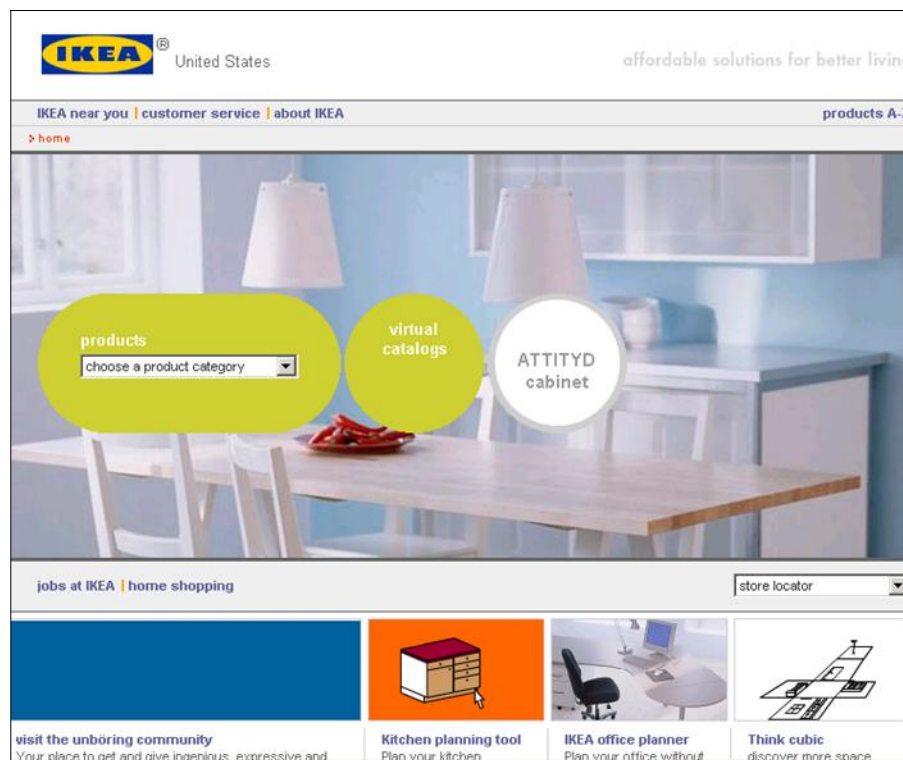 IKEA ®
United States
affordable solutions for better living
IKEA near you | customer service | about IKEA
products A-
> home
products
choose a product category
virtual
catalogs
ATTITYD
cabinet
jobs at IKEA | home shopping
store locator
visit the unböring community
Your place to get and give ingenious, expressive and
Kitchen planning tool
Plan your kitchen
IKEA office planner
Plan your office without
Think cubic
discover more space